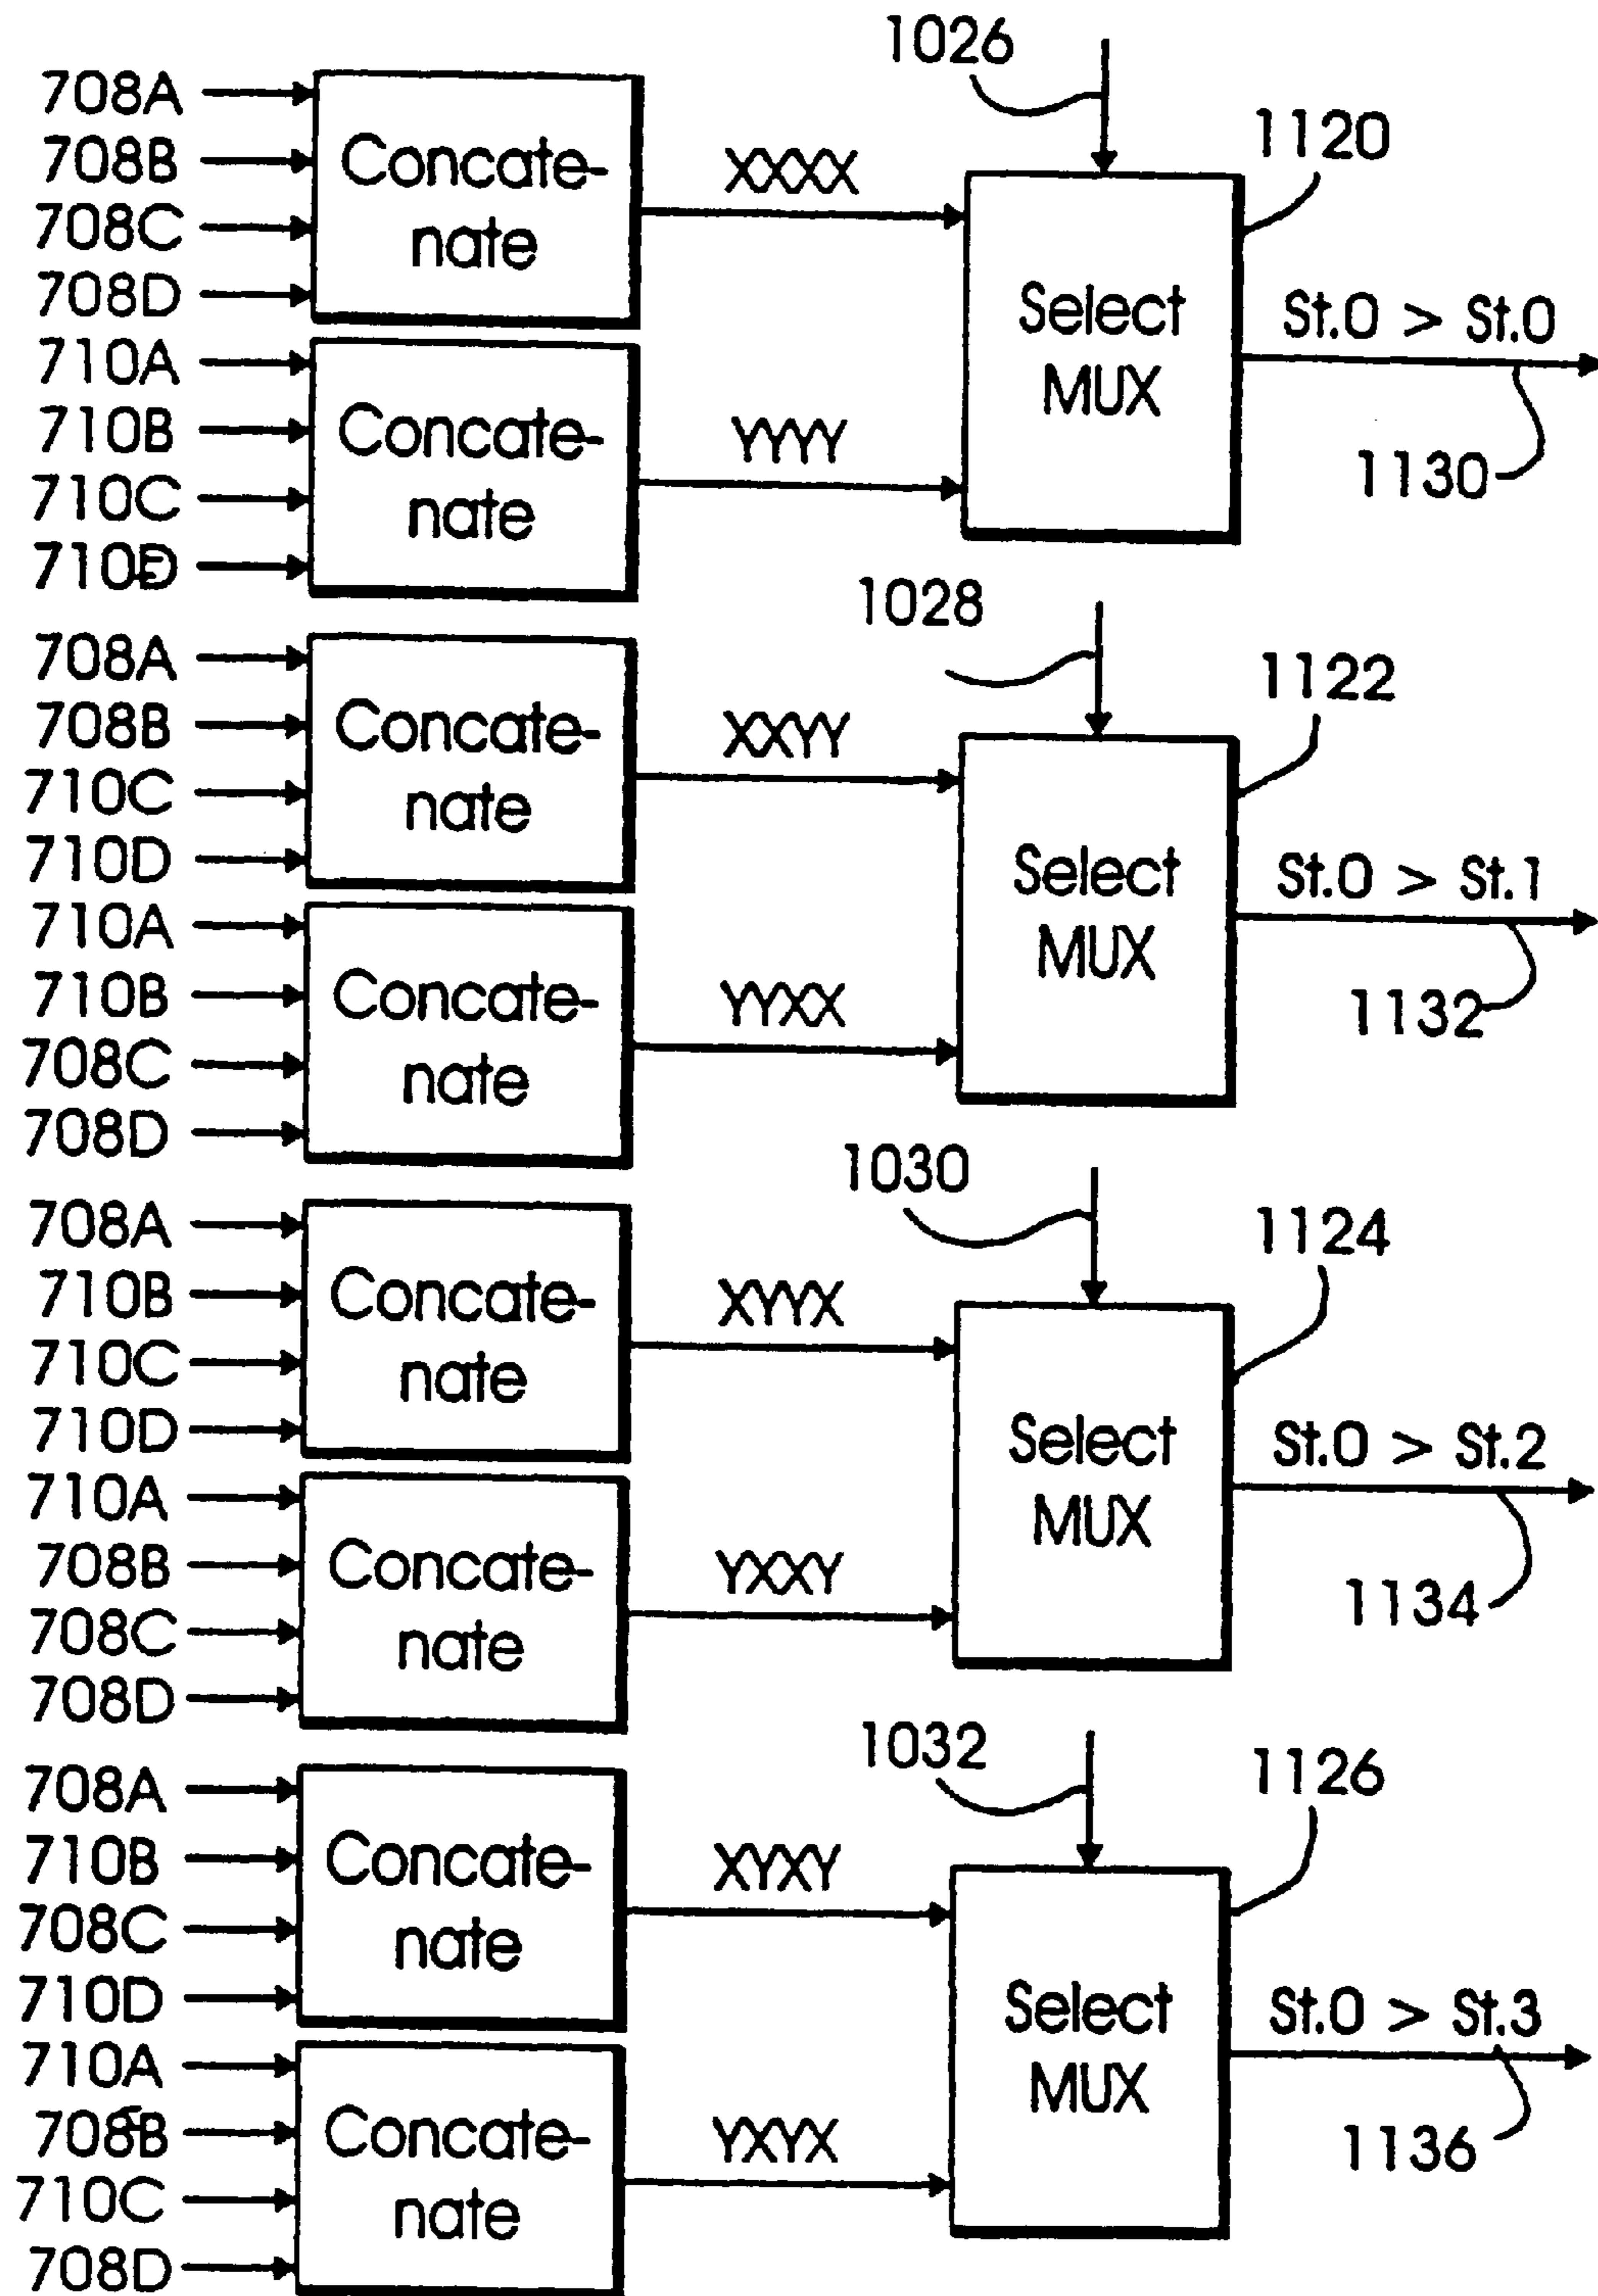 1026
708A
708B
708C
708D
Concate-
nate
XXXX
1120
Select
MUX
St.0 > St.0
1130
710A
710B
710C
710D
Concate-
nate
YYYY
1028
708A
708B
710C
710D
Concate-
nate
XXYY
1122
Select
MUX
St.0 > St.1
1132
710A
710B
708C
708D
Concate-
nate
YYXX
1030
708A
710B
710C
710D
Concate-
nate
XYYX
1124
Select
MUX
St.0 > St.2
1134
710A
708B
708C
708D
Concate-
nate
YXXY
1032
708A
710B
708C
710D
Concate-
nate
XYXY
1126
Select
MUX
St.0 > St.3
1136
710A
708B
710C
708D
Concate-
nate
YXYX